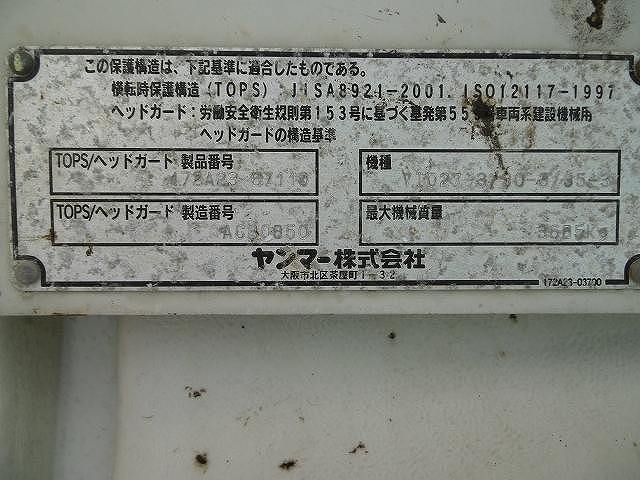 この保護構造は、下記基準に適合したものである。
横転時保護構造(TOPS) : JISA8921-2001. ISO12117-1997
ヘッドガード: 労働安全衛生規則第153号に基づく基発第55 車両系建設機械用
ヘッドガードの構造基準
TOPS/ヘッドガード 製品番号
172A23-87110
機種
TOPS/ヘッドガード 製造番号
最大機械質量
3685Kg
ヤンマー株式会社
大阪市北区茶屋町1-32
172A23-03700